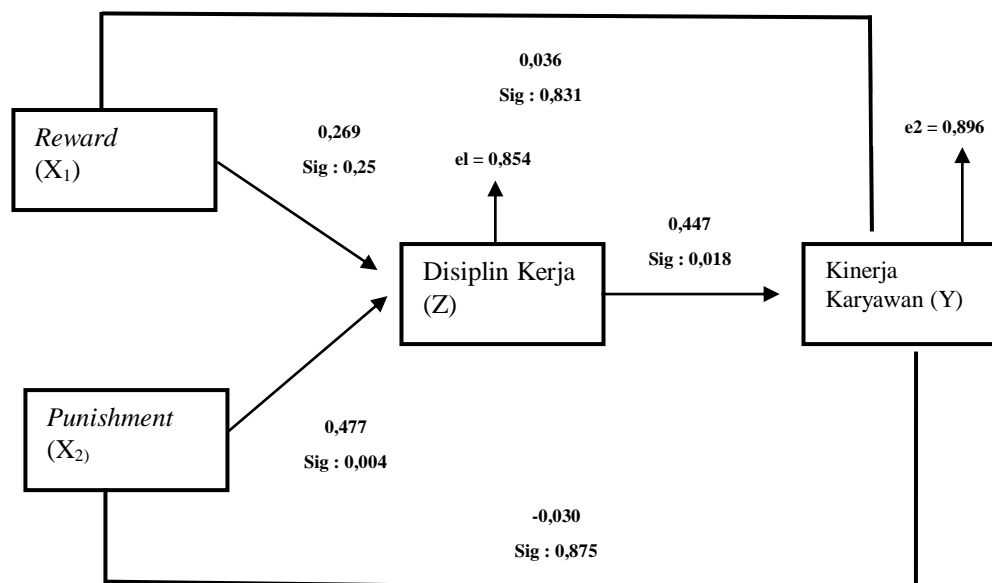 0,036
Sig : 0,831
Reward
(X₁)
0,269
Sig : 0,25
el = 0,854
e2 = 0,896
Disiplin Kerja
(Z)
0,447
Sig : 0,018
Kinerja
Karyawan (Y)
Punishment
(X₂)
0,477
Sig : 0,004
-0,030
Sig : 0,875